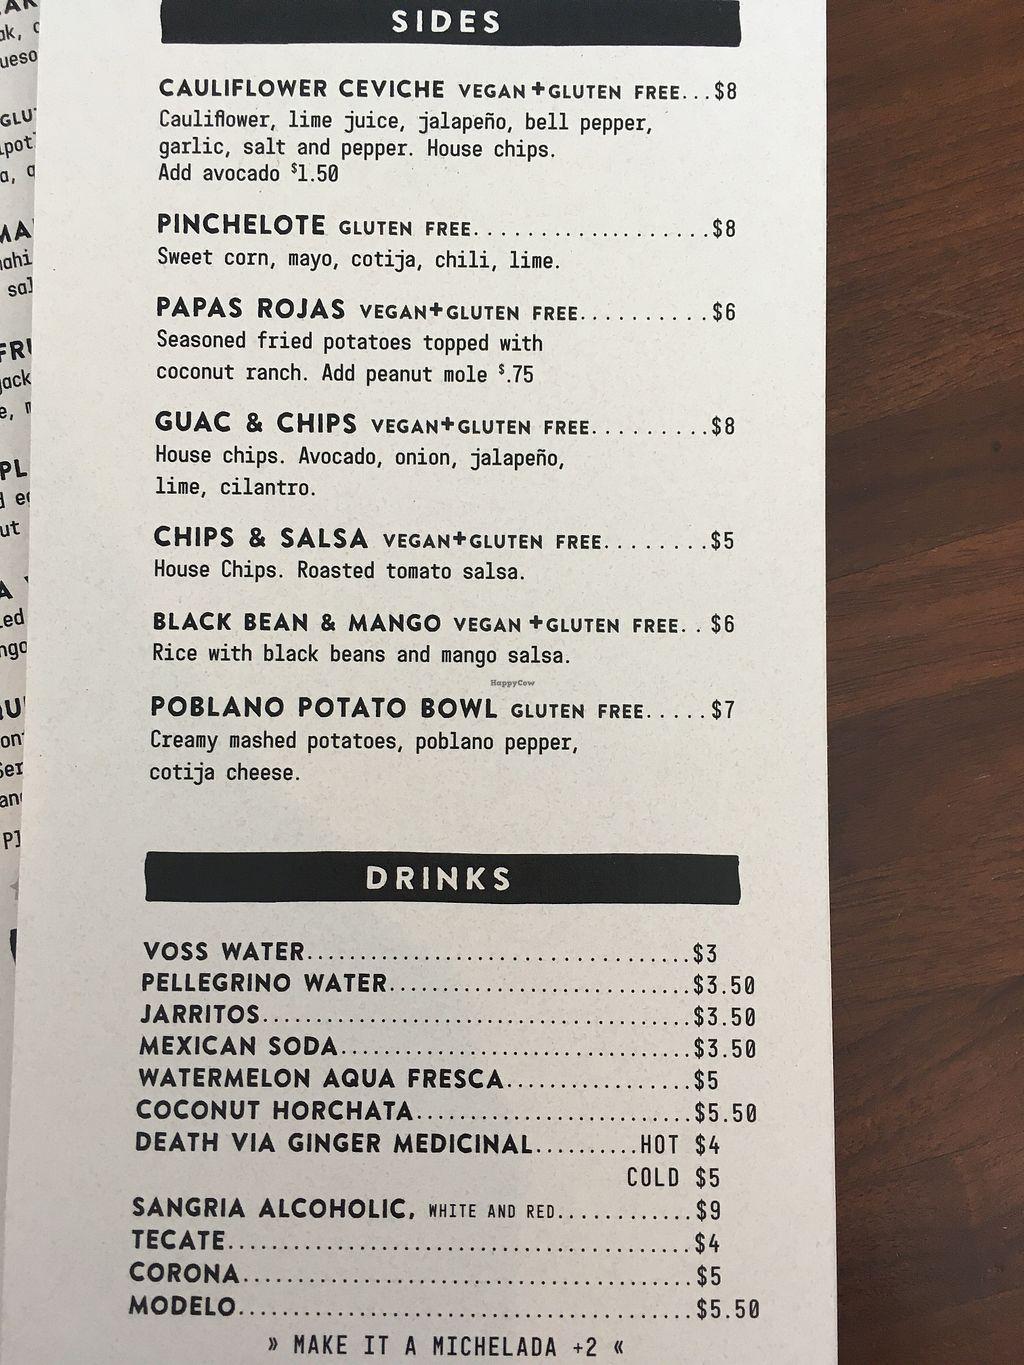 SIDES
CAULIFLOWER CEVICHE VEGAN+GLUTEN FREE...$8
Cauliflower, lime juice, jalapeño, bell pepper,
garlic, salt and pepper. House chips.
Add avocado $1.50
PINCHELOTE GLUTEN FREE...................$8
Sweet corn, mayo, cotija, chili, lime.
PAPAS ROJAS VEGAN+GLUTEN FREE..........$6
Seasoned fried potatoes topped with
coconut ranch. Add peanut mole $.75
GUAC & CHIPS VEGAN+GLUTEN FREE.........$8
House chips. Avocado, onion, jalapeño,
lime, cilantro.
CHIPS & SALSA VEGAN+GLUTEN FREE........$5
House Chips. Roasted tomato salsa.
BLACK BEAN & MANGO VEGAN +GLUTEN FREE..$6
Rice with black beans and mango salsa.
HappyCow
POBLANO POTATO BOWL GLUTEN FREE.....$7
Creamy mashed potatoes, poblano pepper,
cotija cheese.
DRINKS
VOSS WATER...................................$3
PELLEGRINO WATER............................$3.50
JARRITOS.......................................$3.50
MEXICAN SODA................................$3.50
WATERMELON AQUA FRESCA.................$5
COCONUT HORCHATA.........................$5.50
DEATH VIA GINGER MEDICINAL.........HOT $4
COLD $5
SANGRIA ALCOHOLIC, WHITE AND RED............$9
TECATE..........................................$4
CORONA.........................................$5
MODELO.........................................$5.50
» MAKE IT A MICHELADA +2 «